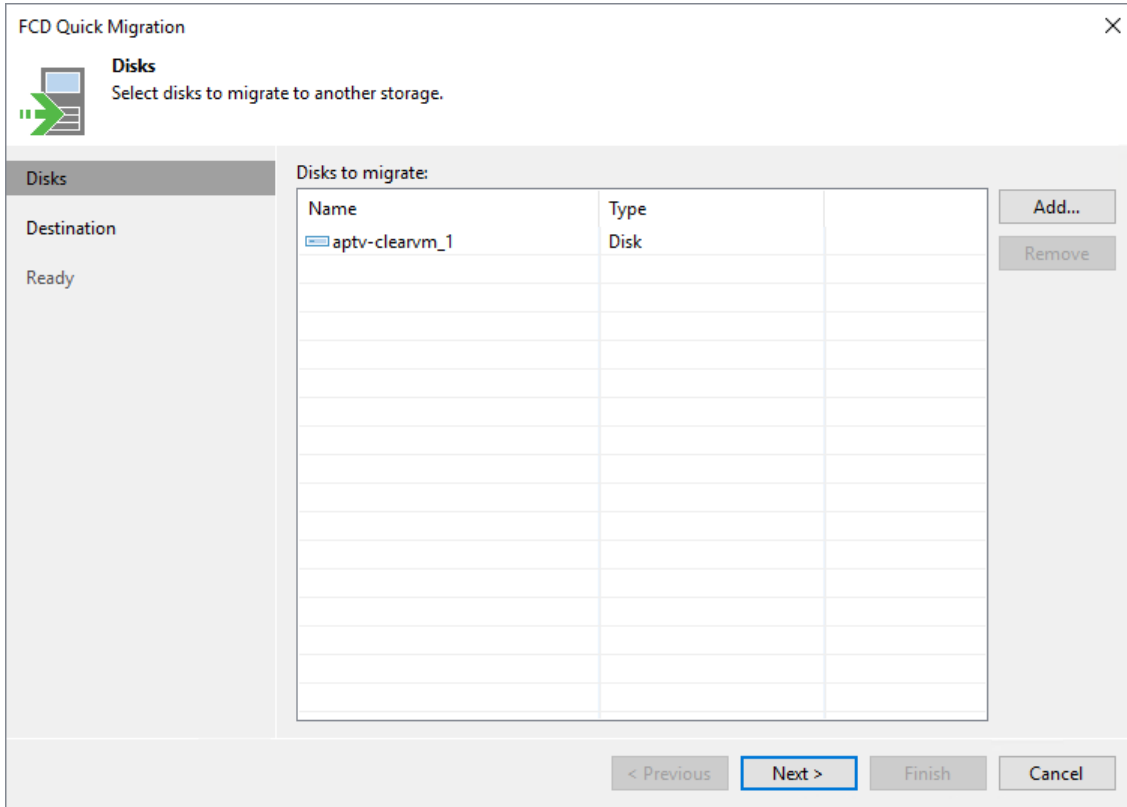 FCD Quick Migration
Disks
Select disks to migrate to another storage.
Disks
Destination
Ready
Disks to migrate:
Name Type
aptv-clearvm_1 Disk
Add...
Remove
< Previous Next > Finish Cancel